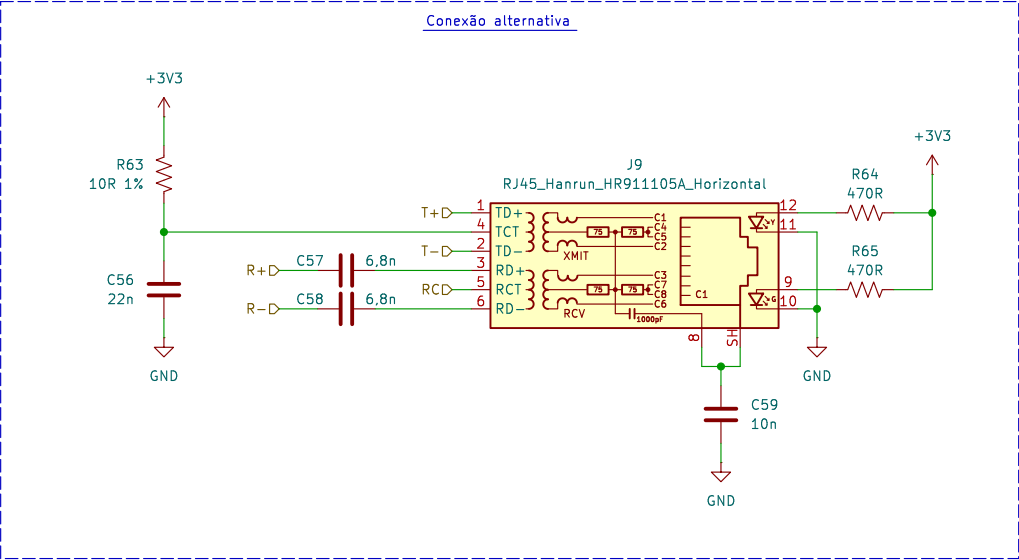 Conexão alternativa
+3V3
+3V3
R63
10R 1%
J9
RJ45_Hanrun_HR911105A_Horizontal
R64
470R
T+
1
TD+
C1
12
Y
4
TCT
75
75
C4
C5
11
T-
2
TD-
C2
XMIT
R+
C57
6,8n
3
RD+
C3
R65
470R
C56
22n
RC
5
RCT
75
75
C7
C8
C1
9
G
R-
C58
6,8n
6
RD-
C6
10
RCV
1000pF
8
SH
GND
GND
C59
10n
GND